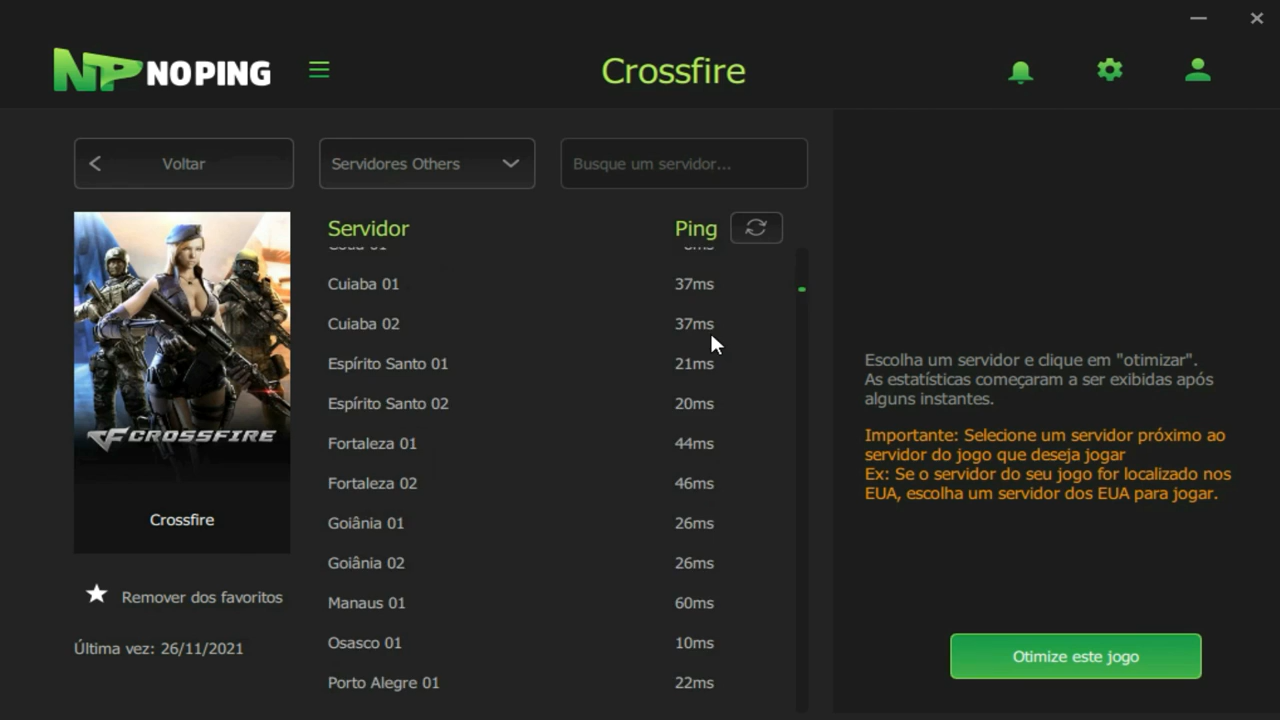 NP NOPING
Crossfire
Voltar
Servidores Others
Busque um servidor...
Servidor Ping
Cuiaba 01 37ms
Cuiaba 02 37ms
Espírito Santo 01 21ms
Espírito Santo 02 20ms
Fortaleza 01 44ms
Fortaleza 02 46ms
Goiânia 01 26ms
Goiânia 02 26ms
Manaus 01 60ms
Osasco 01 10ms
Porto Alegre 01 22ms
CF CROSSFIRE
Crossfire
Remover dos favoritos
Última vez: 26/11/2021
Escolha um servidor e clique em "otimizar".
As estatísticas começaram a ser exibidas após
alguns instantes.
Importante: Selecione um servidor próximo ao
servidor do jogo que deseja jogar
Ex: Se o servidor do seu jogo for localizado nos
EUA, escolha um servidor dos EUA para jogar.
Otimize este jogo